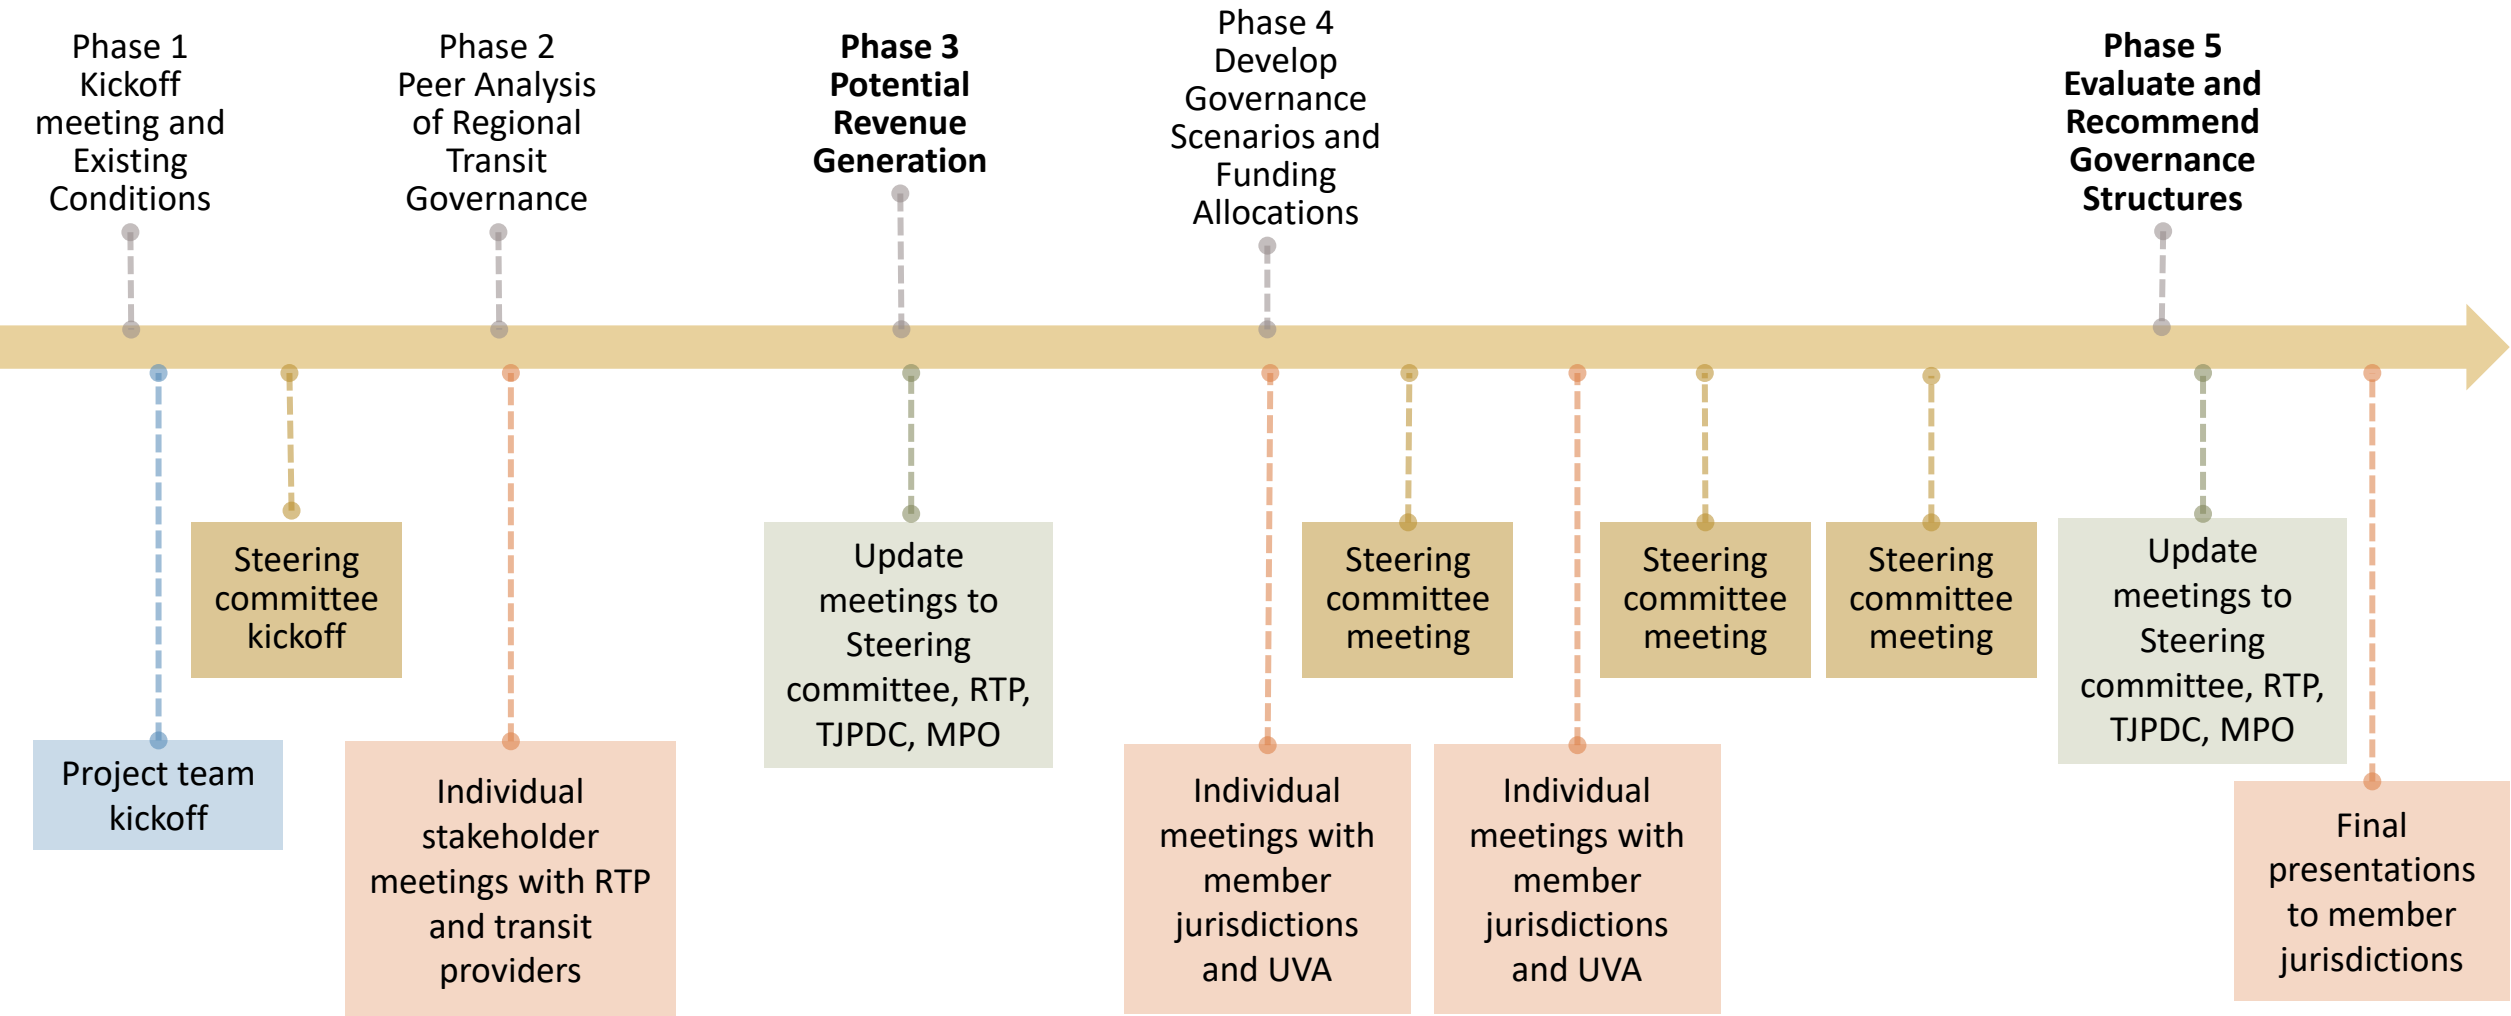 Phase 1
Kickoff
meeting and
Existing
Conditions
Phase 2
Peer Analysis
of Regional
Transit
Governance
Phase 3
Potential
Revenue
Generation
Phase 4
Develop
Governance
Scenarios and
Funding
Allocations
Phase 5
Evaluate and
Recommend
Governance
Structures
Project team
kickoff
Steering
committee
kickoff
Individual
stakeholder
meetings with RTP
and transit
providers
Update
meetings to
Steering
committee, RTP,
TJPDC, MPO
Individual
meetings with
member
jurisdictions
and UVA
Steering
committee
meeting
Individual
meetings with
member
jurisdictions
and UVA
Steering
committee
meeting
Steering
committee
meeting
Update
meetings to
Steering
committee, RTP,
TJPDC, MPO
Final
presentations
to member
jurisdictions